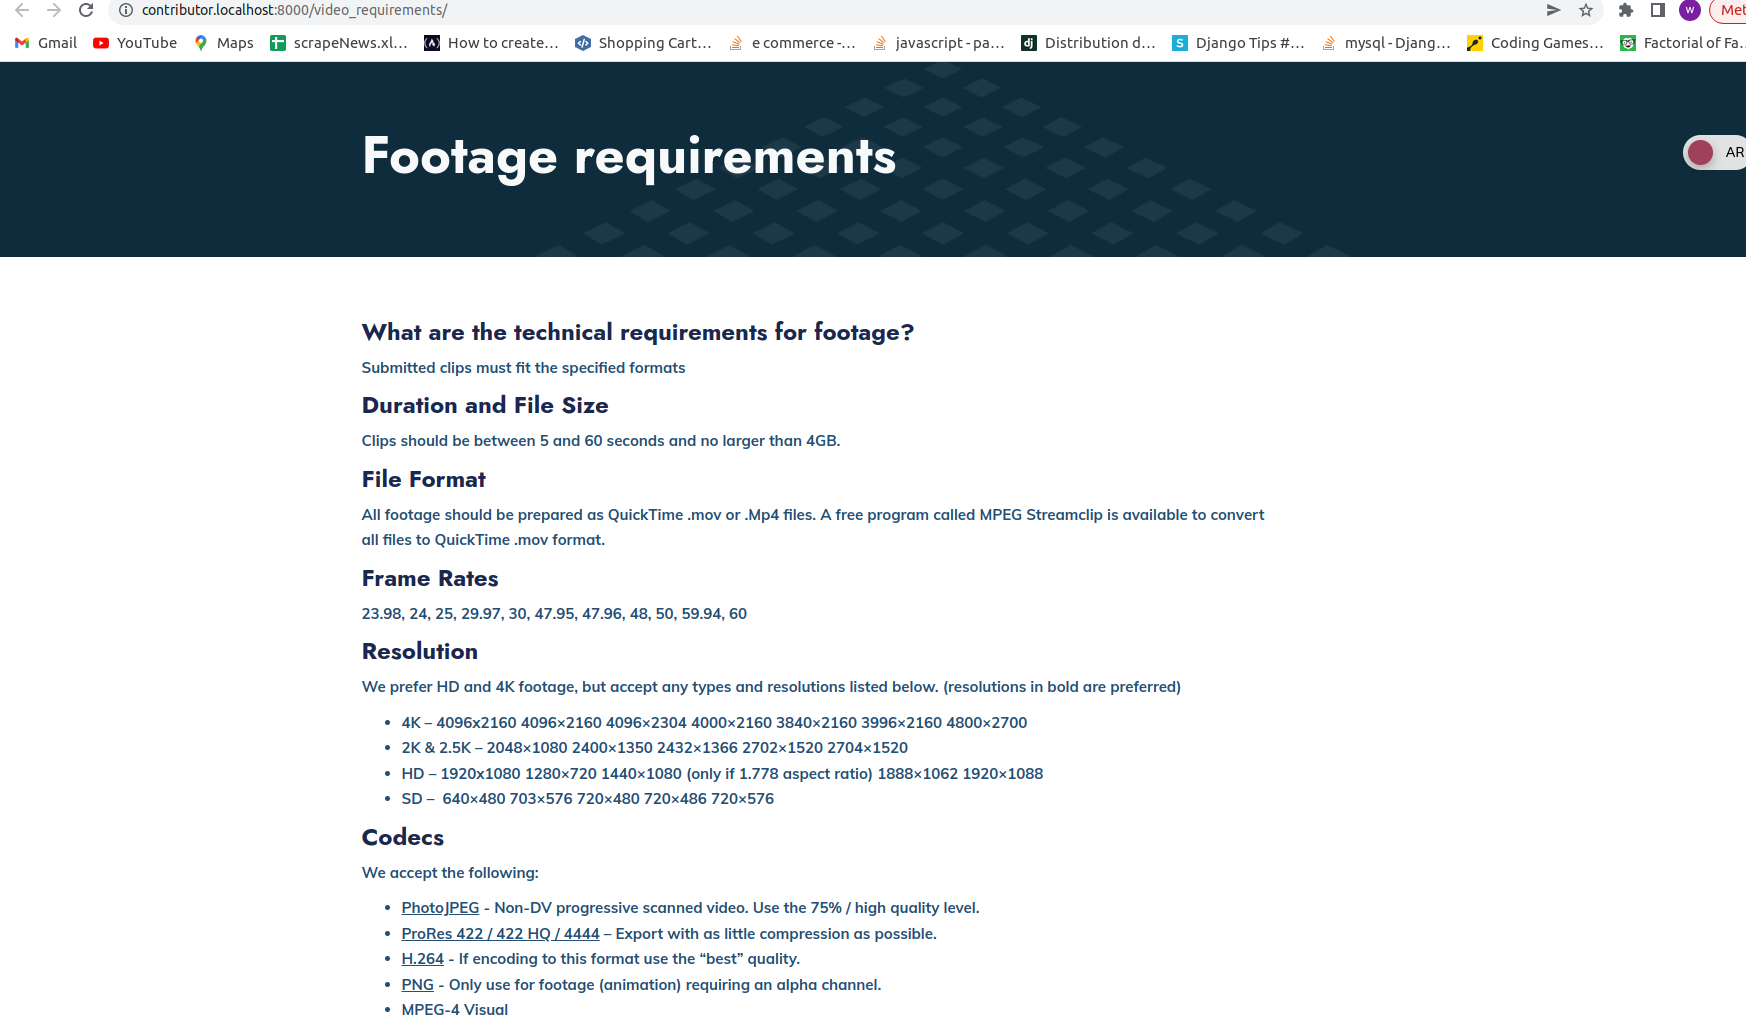 contributor.localhost:8000/video_requirements/
W
Met
Gmail YouTube Maps scrapeNews.xl... How to create... Shopping Cart... e commerce -... javascript - pa... dj Distribution d... S Django Tips #... mysql - Djang... Coding Games... Factorial of Fa...
Footage requirements
AR
What are the technical requirements for footage?
Submitted clips must fit the specified formats
Duration and File Size
Clips should be between 5 and 60 seconds and no larger than 4GB.
File Format
All footage should be prepared as QuickTime .mov or .Mp4 files. A free program called MPEG Streamclip is available to convert
all files to QuickTime .mov format.
Frame Rates
23.98, 24, 25, 29.97, 30, 47.95, 47.96, 48, 50, 59.94, 60
Resolution
We prefer HD and 4K footage, but accept any types and resolutions listed below. (resolutions in bold are preferred)
• 4K – 4096x2160 4096×2160 4096×2304 4000×2160 3840×2160 3996×2160 4800×2700
• 2K & 2.5K – 2048×1080 2400×1350 2432×1366 2702×1520 2704×1520
• HD – 1920x1080 1280×720 1440×1080 (only if 1.778 aspect ratio) 1888×1062 1920×1088
• SD – 640×480 703×576 720×480 720×486 720×576
Codecs
We accept the following:
• PhotoJPEG - Non-DV progressive scanned video. Use the 75% / high quality level.
• ProRes 422 / 422 HQ / 4444 – Export with as little compression as possible.
• H.264 - If encoding to this format use the “best” quality.
• PNG - Only use for footage (animation) requiring an alpha channel.
• MPEG-4 Visual